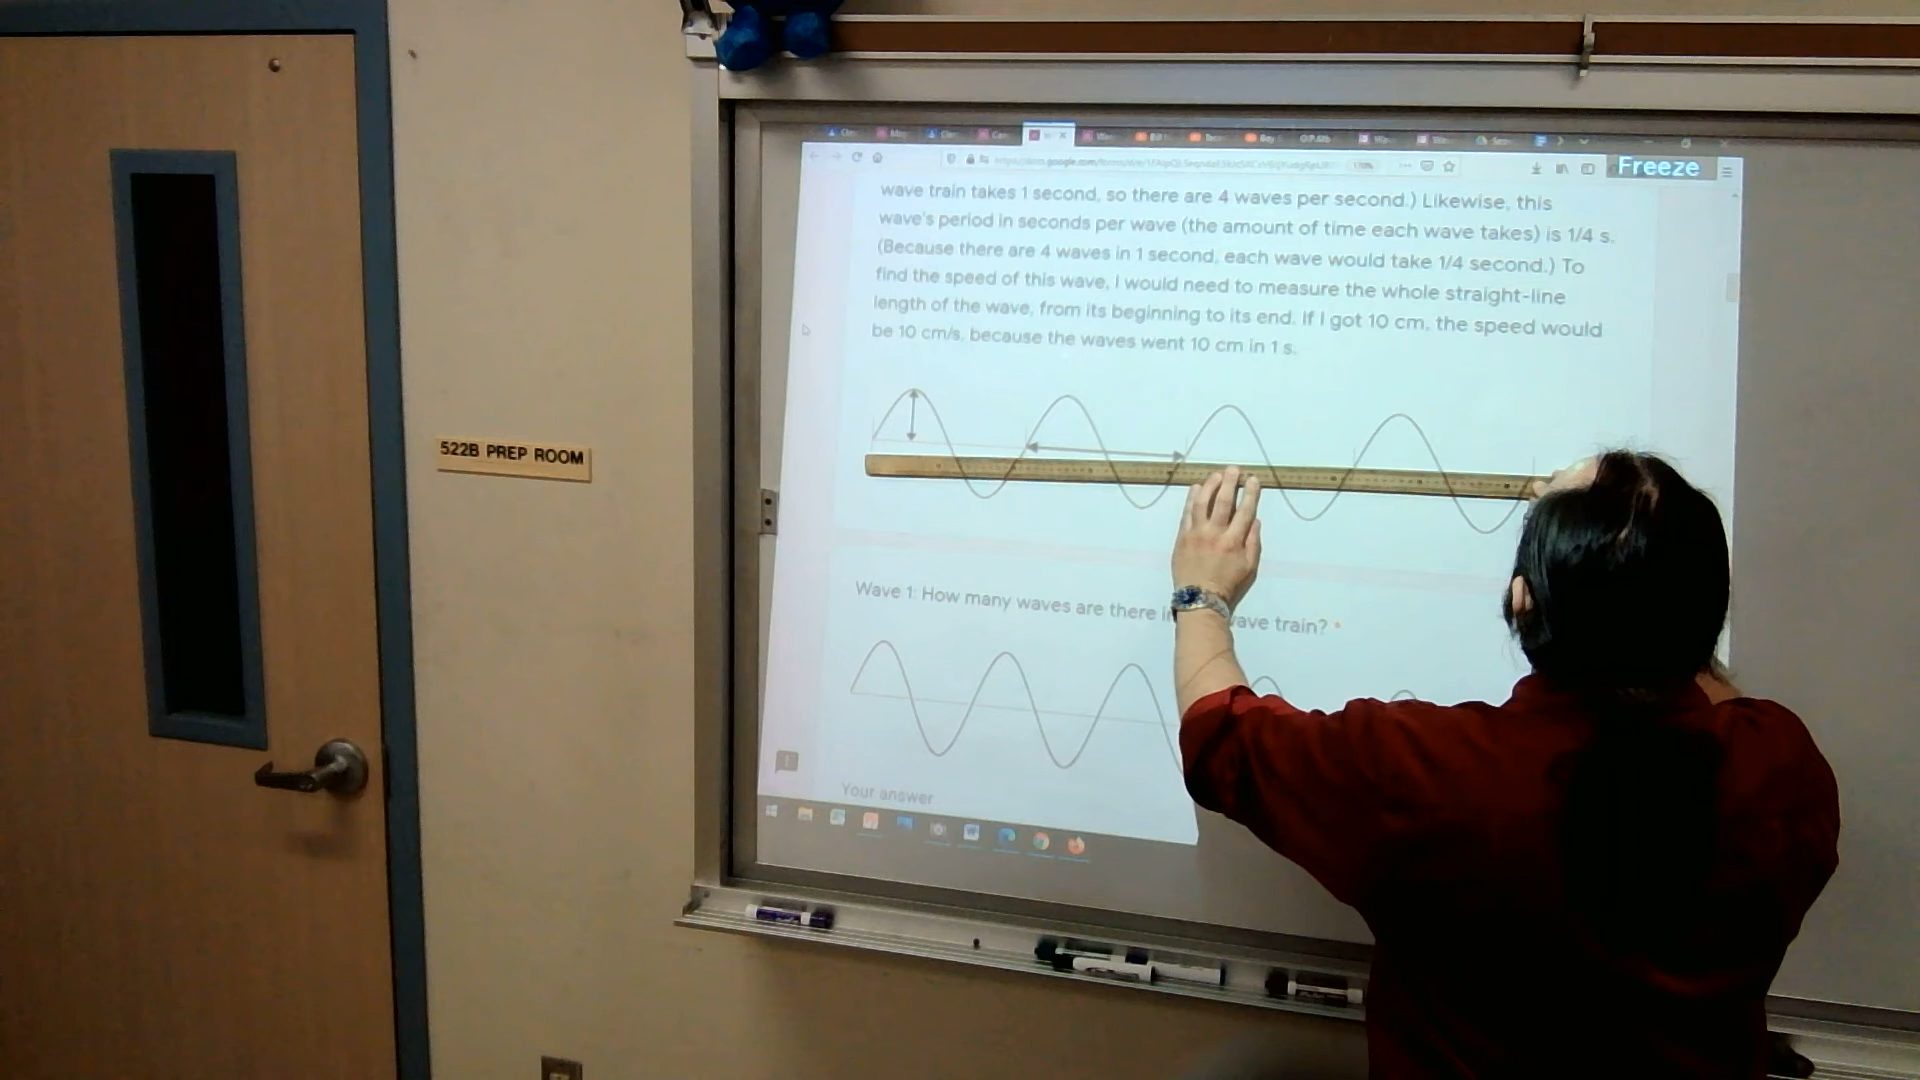 Freeze
wave train takes 1 second, so there are 4 waves per second.) Likewise, this
wave's period in seconds per wave (the amount of time each wave takes) is 1/4 s.
(Because there are 4 waves in 1 second, each wave would take 1/4 second.) To
find the speed of this wave, I would need to measure the whole straight-line
length of the wave, from its beginning to its end. If I got 10 cm, the speed would
be 10 cm/s, because the waves went 10 cm in 1 s.
522B PREP ROOM
Wave 1: How many waves are there wave train? *
Your answer